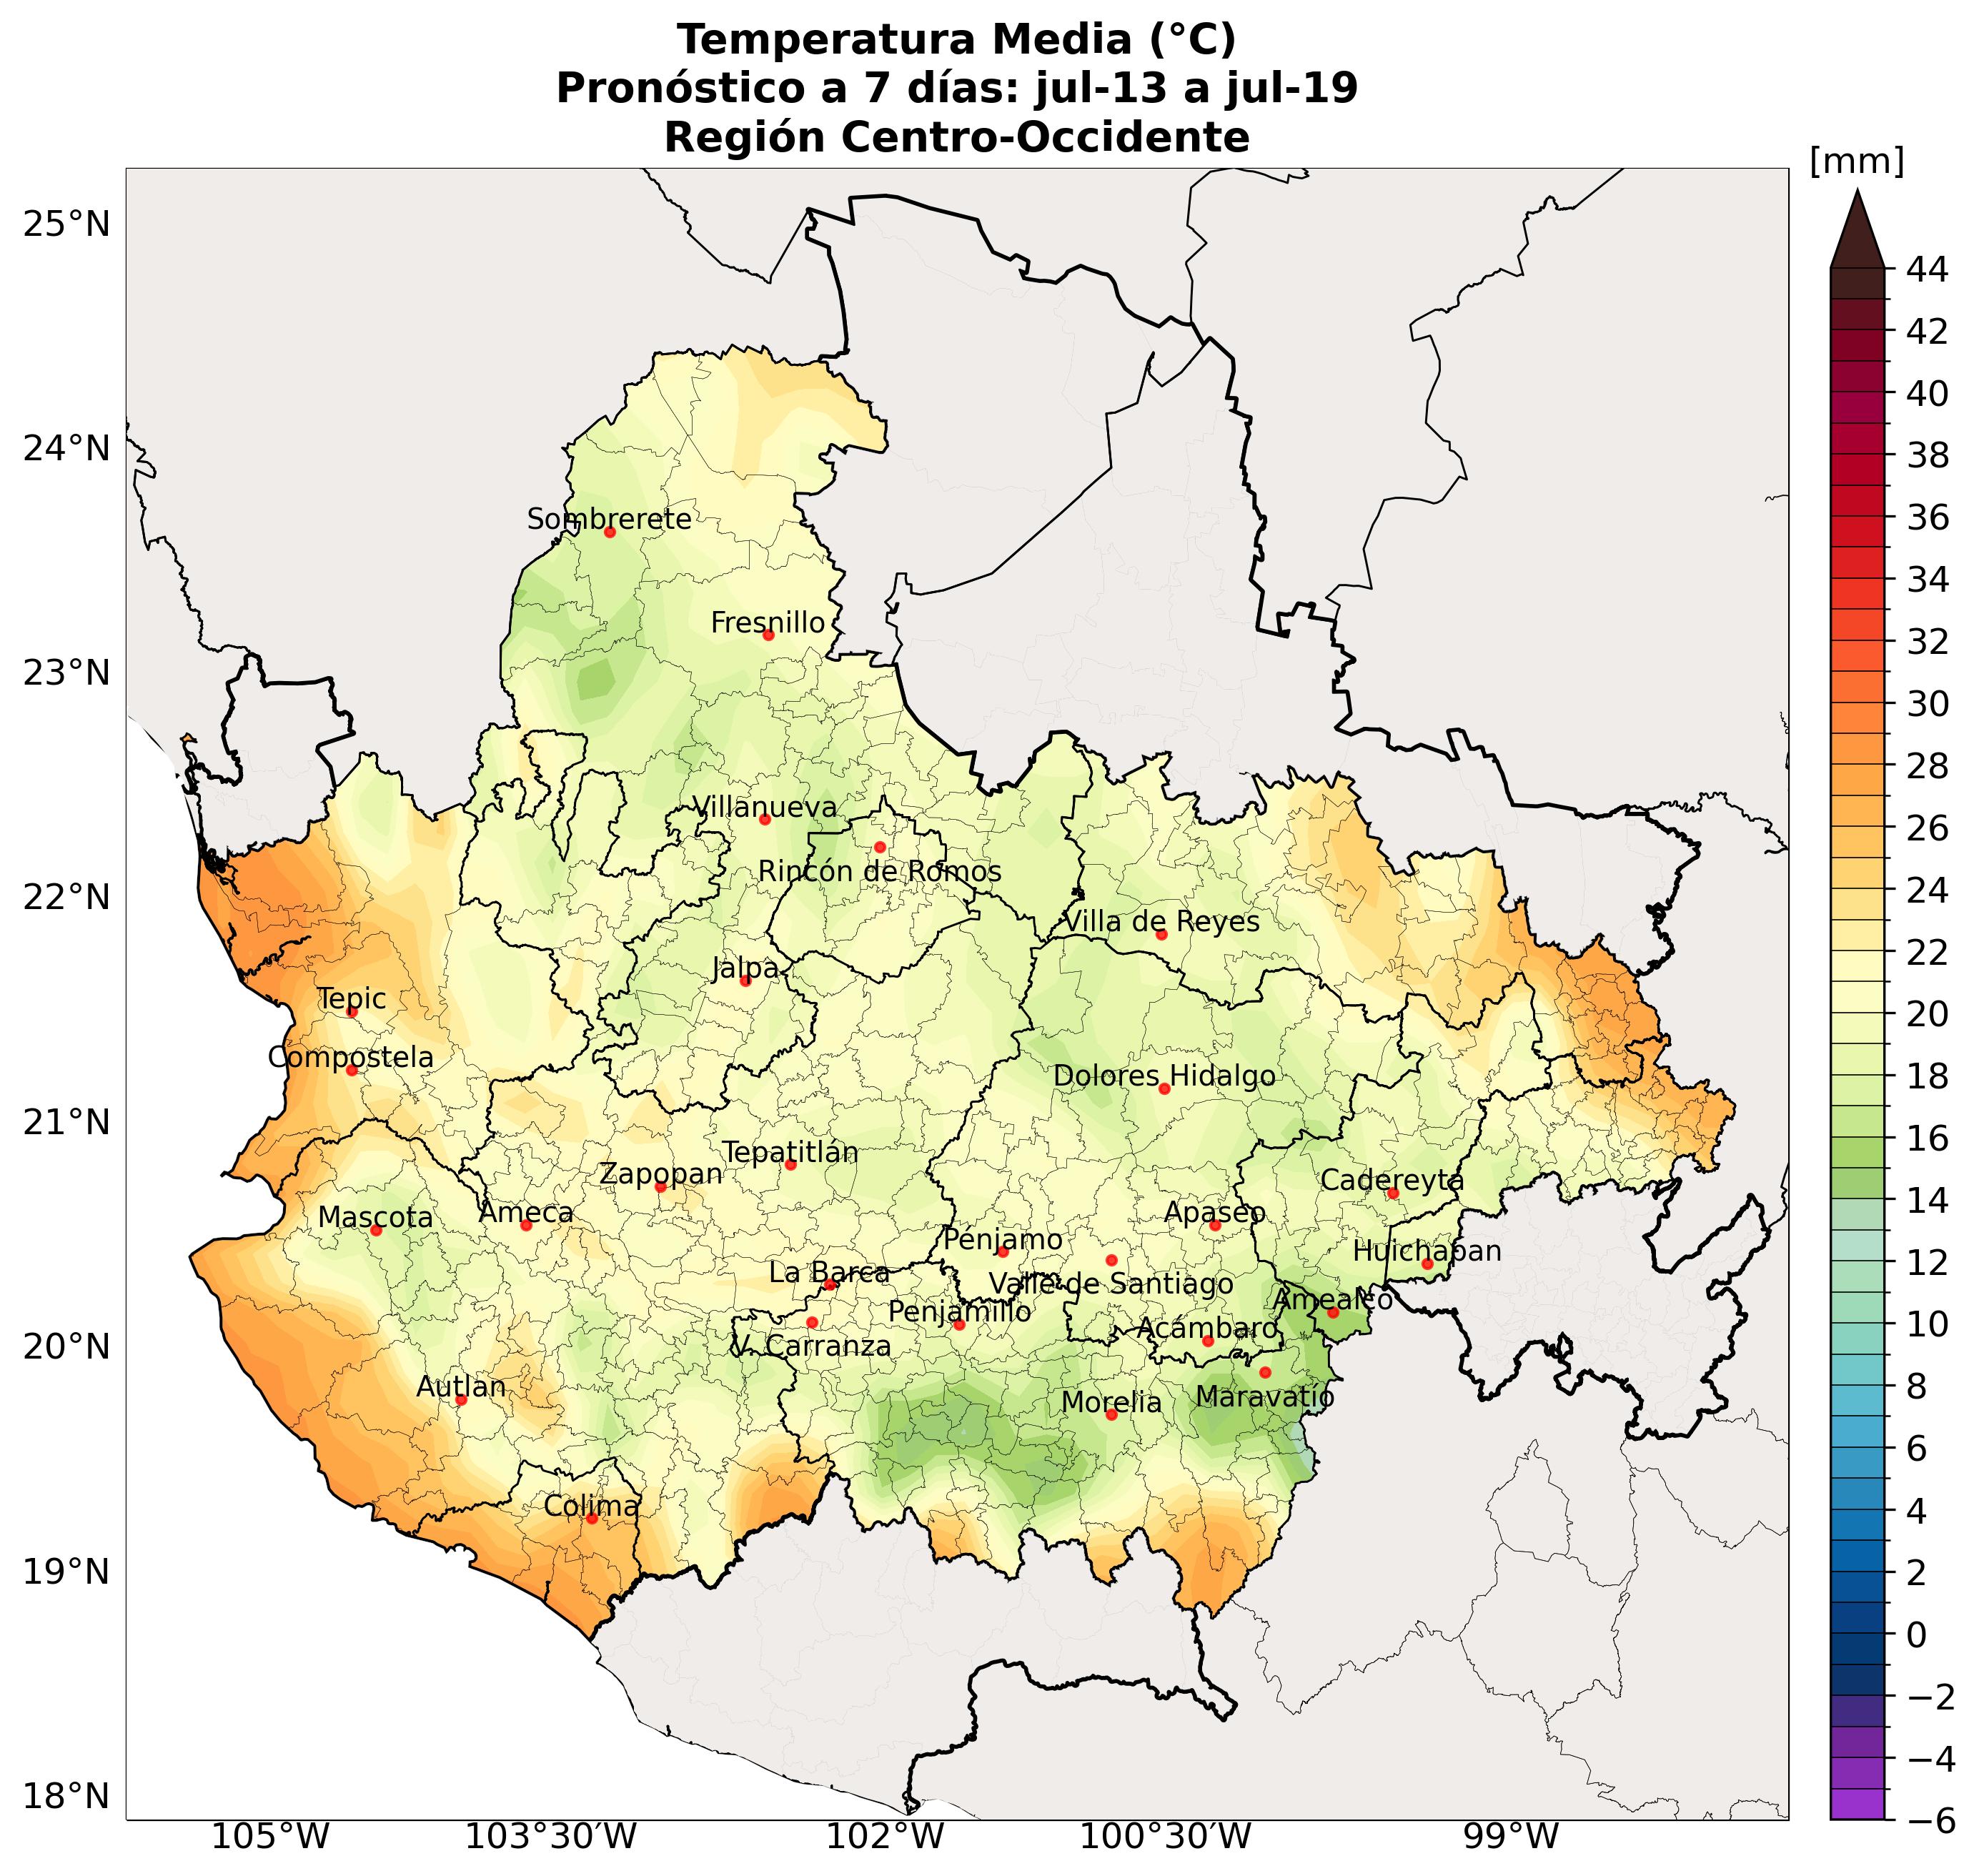 Temperatura Media (°C)
Pronóstico a 7 días: jul-13 a jul-19
Región Centro-Occidente
[mm]
25°N
24°N
23°N
22°N
21°N
20°N
19°N
18°N
105°W
103°30′W
102°W
100°30′W
99°W
44
42
40
38
36
34
32
30
28
26
24
22
20
18
16
14
12
10
8
6
4
2
0
−2
−4
−6
Sombrerete
Fresnillo
Villanueva
Rincón de Romos
Villa de Reyes
Jalpa
Tepic
Compostela
Dolores Hidalgo
Tepatitlán
Zapopan
Cadereyta
Mascota
Ameca
Apaseo
Pénjamo
Huichapan
La Barca
Valle de Santiago
Amealco
Penjamillo
Acámbaro
V. Carranza
Autlan
Maravatío
Morelia
Colima